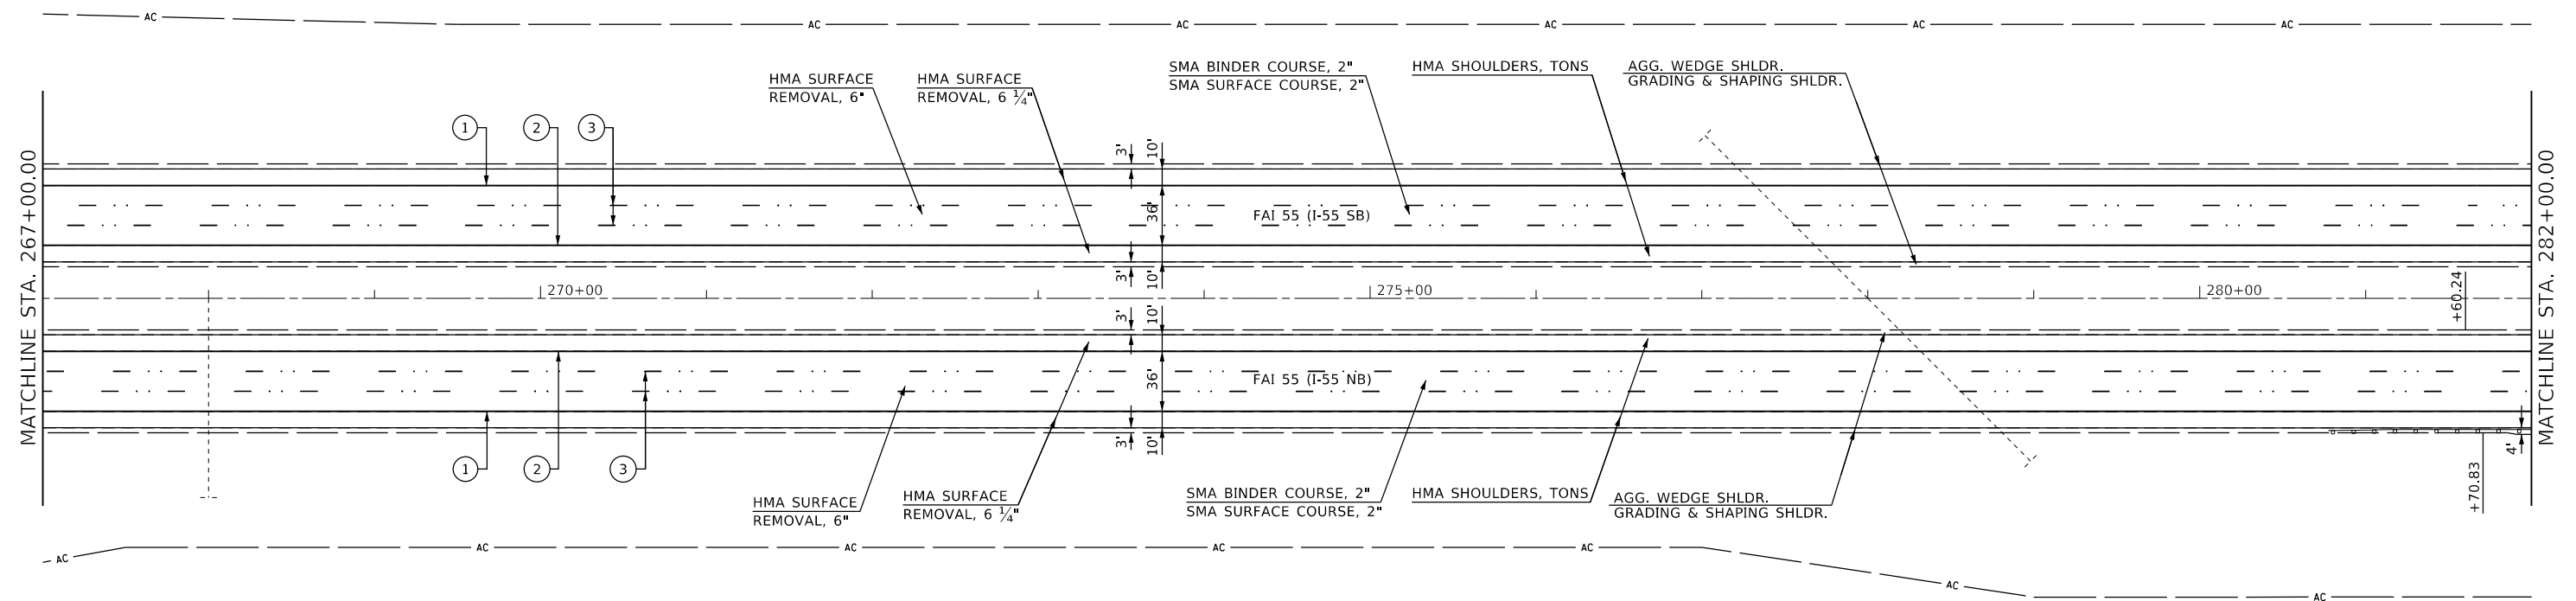 AC
AC AC AC AC AC
HMA SURFACE
REMOVAL, 6"
HMA SURFACE
REMOVAL, 6 ¼"
SMA BINDER COURSE, 2"
SMA SURFACE COURSE, 2"
HMA SHOULDERS, TONS
AGG. WEDGE SHLDR.
GRADING & SHAPING SHLDR.
1 2 3
3' 10'
MATCHLINE STA. 267+00.00
36'
FAI 55 (I-55 SB)
MATCHLINE STA. 282+00.00
3' 10'
270+00 275+00 280+00
+60.24
3' 10'
36'
FAI 55 (I-55 NB)
3' 10'
4'
+70.83
1 2 3
HMA SURFACE
REMOVAL, 6"
HMA SURFACE
REMOVAL, 6 ¼"
SMA BINDER COURSE, 2"
SMA SURFACE COURSE, 2"
HMA SHOULDERS, TONS
AGG. WEDGE SHLDR.
GRADING & SHAPING SHLDR.
AC AC AC AC AC
AC AC